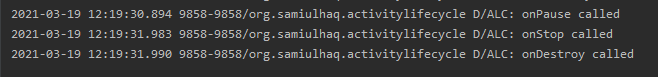 2021-03-19 12:19:30.894 9858-9858/org.samiulhaq.activitylifecycle D/ALC: onPause called
2021-03-19 12:19:31.983 9858-9858/org.samiulhaq.activitylifecycle D/ALC: onStop called
2021-03-19 12:19:31.990 9858-9858/org.samiulhaq.activitylifecycle D/ALC: onDestroy called